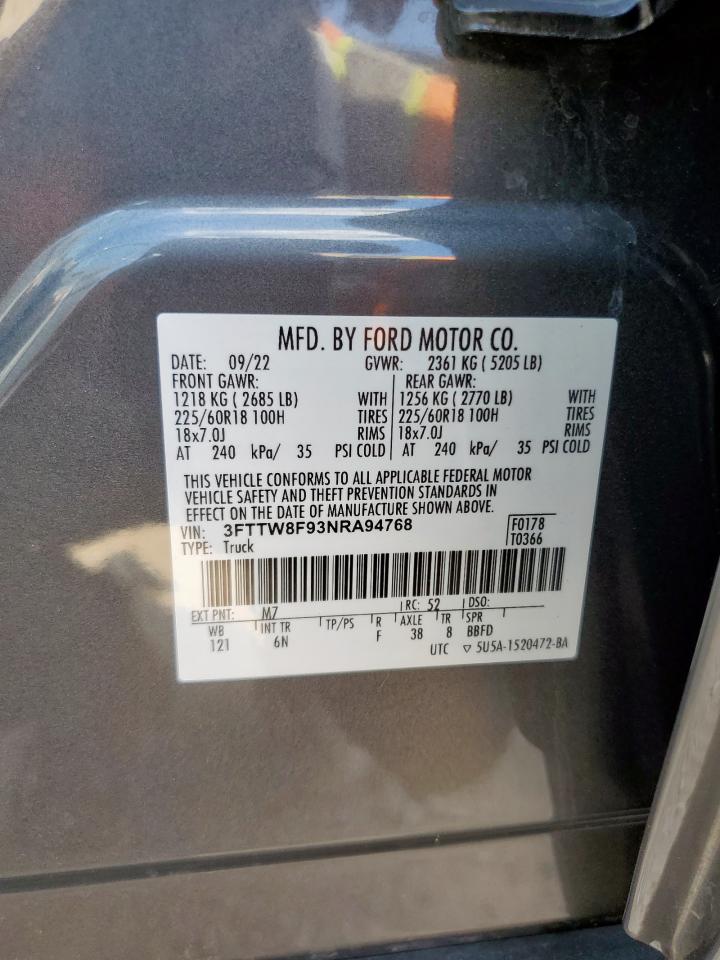 MFD. BY FORD MOTOR CO.
DATE: 09/22 GVWR: 2361 KG ( 5205 LB)
FRONT GAWR: REAR GAWR:
1218 KG ( 2685 LB) WITH 1256 KG ( 2770 LB) WITH
225/60R18 100H TIRES 225/60R18 100H TIRES
18x7.0J RIMS 18x7.0J RIMS
AT 240 kPa/ 35 PSI COLD AT 240 kPa/ 35 PSI COLD
THIS VEHICLE CONFORMS TO ALL APPLICABLE FEDERAL MOTOR
VEHICLE SAFETY AND THEFT PREVENTION STANDARDS IN
EFFECT ON THE DATE OF MANUFACTURE SHOWN ABOVE.
VIN: 3FTTW8F93NRA94768 F0178
TYPE: Truck T0366
EXT PNT: M7 RC: 52 DSO:
WB INT TR TP/PS R AXLE TR SPR
121 6N F 38 8 BBFD
UTC ▽ 5U5A-1520472-BA